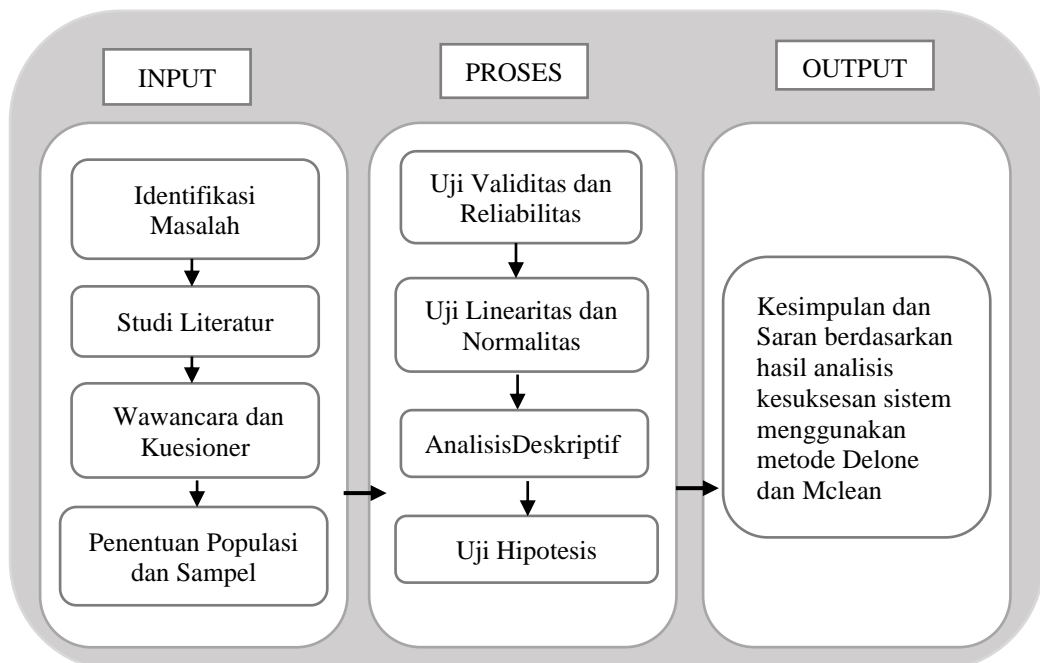 INPUT
Identifikasi
Masalah
Studi Literatur
Wawancara dan
Kuesioner
Penentuan Populasi
dan Sampel
PROSES
Uji Validitas dan
Reliabilitas
Uji Linearitas dan
Normalitas
AnalisisDeskriptif
Uji Hipotesis
OUTPUT
Kesimpulan dan
Saran berdasarkan
hasil analisis
kesuksesan sistem
menggunakan
metode Delone
dan Mclean